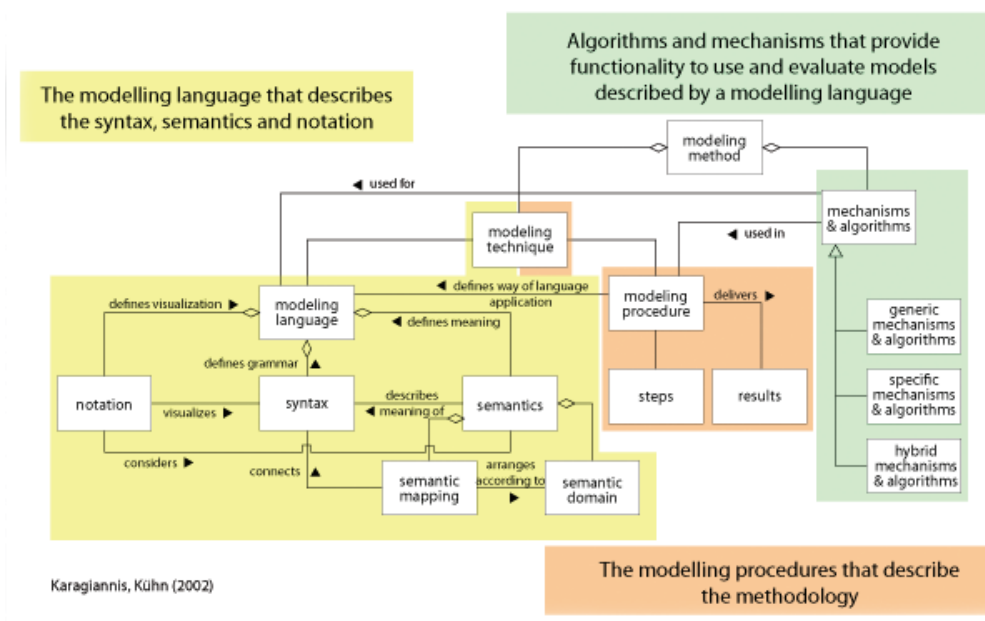 Algorithms and mechanisms that provide
functionality to use and evaluate models
described by a modelling language
The modelling language that describes
the syntax, semantics and notation
modeling
method
◀ used for
mechanisms
& algorithms
modeling
technique
◀ used in
◀ defines way of language
application
modeling
procedure
delivers ▶
defines visualization ▶
modeling
language
◀ defines meaning
generic
mechanisms
& algorithms
defines grammar ▲
specific
mechanisms
& algorithms
notation
visualizes ▶
syntax
describes
◀ meaning of
semantics
steps
results
considers ▶
connects ▲
semantic
mapping
arranges
according to
▶
semantic
domain
hybrid
mechanisms
& algorithms
Karagiannis, Kühn (2002)
The modelling procedures that describe
the methodology